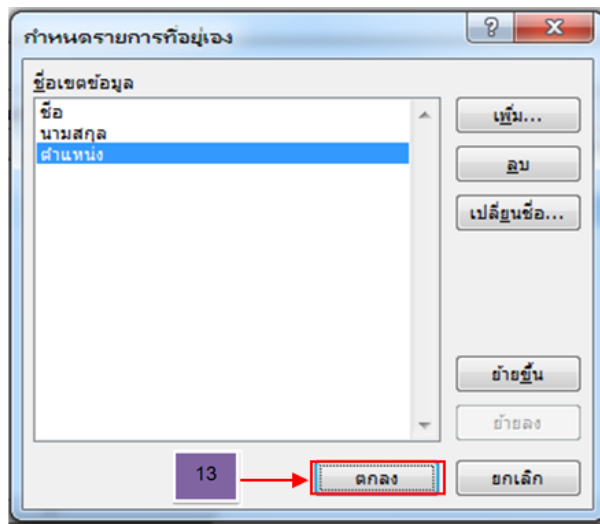 กำหนดรายการที่อยู่เอง
ชื่อเขตข้อมูล
ชื่อ
นามสกุล
ตำแหน่ง
เพิ่ม...
ลบ
เปลี่ยนชื่อ...
ย้ายขึ้น
ย้ายลง
13
ตกลง
ยกเลิก